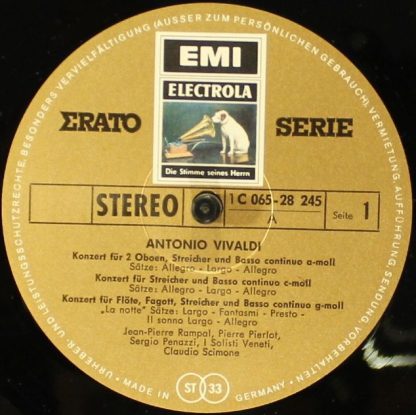 EMI
ELECTROLA
Die Stimme seines Herrn
ERATO SERIE
STEREO
1 C 065-28 245
A
Seite 1
ANTONIO VIVALDI
Konzert für 2 Oboen, Streicher und Basso continuo a-moll
Sätze: Allegro - Largo - Allegro
Konzert für Streicher und Basso continuo c-moll
Sätze: Allegro - Largo - Allegro
Konzert für Flöte, Fagott, Streicher und Basso continuo g-moll
„La notte" Sätze: Largo - Fantasmi - Presto -
Il sonno Largo - Allegro
Jean-Pierre Rampal, Pierre Pierlot,
Sergio Penazzi, I Solisti Veneti,
Claudio Scimone
ST 33
• MADE IN GERMANY •
URHEBER- UND LEISTUNGSSCHUTZRECHTE, BESONDERS VERVIELFÄLTIGUNG (AUSSER ZUM PERSÖNLICHEN GEBRAUCH), VERMIETUNG, AUFFÜHRUNG, SENDUNG, VORBEHALTEN